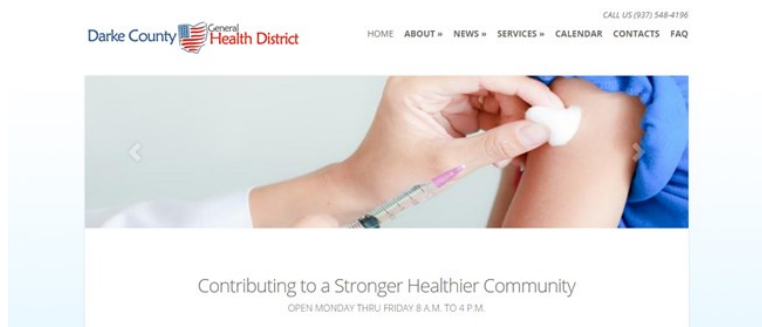 CALL US (937) 548-4196
Darke County General Health District
HOME ABOUT » NEWS » SERVICES » CALENDAR CONTACTS FAQ
Contributing to a Stronger Healthier Community
OPEN MONDAY THRU FRIDAY 8 A.M. TO 4 P.M.